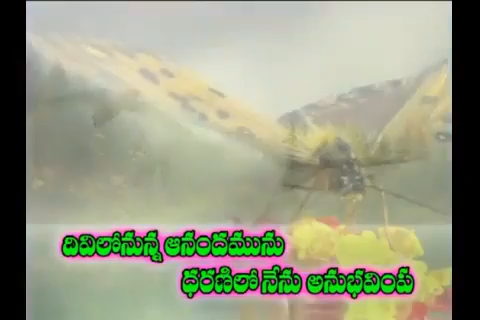 దివిలోనున్న ఆనందమును
ధరణిలో నేను అనుభవింప